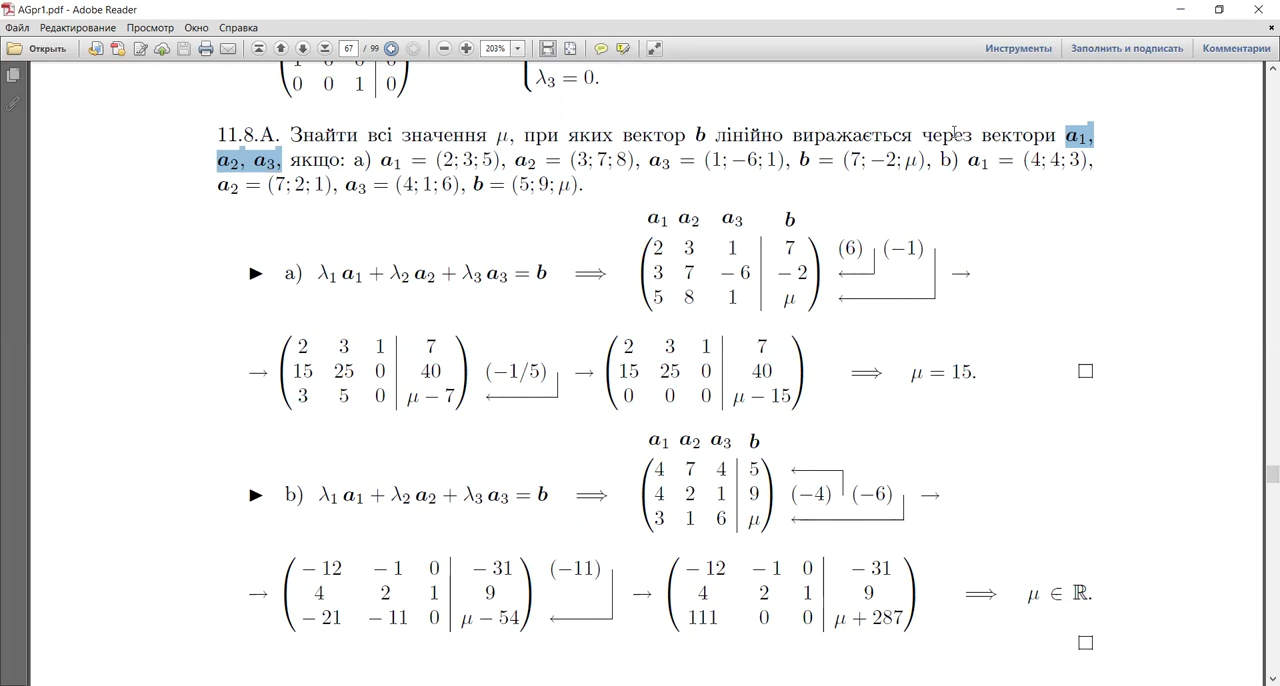 AGpr1.pdf - Adobe Reader
Файл Редактирование Просмотр Окно Справка
Открыть 67 / 99 203% Инструменты Заполнить и подписать Комментарии
0 0 1 | 0 λ₃ = 0.
11.8.A. Знайти всі значення μ, при яких вектор b лінійно виражається через вектори a₁,
a₂, a₃, якщо: a) a₁ = (2; 3; 5), a₂ = (3; 7; 8), a₃ = (1; −6; 1), b = (7; −2; μ), b) a₁ = (4; 4; 3),
a₂ = (7; 2; 1), a₃ = (4; 1; 6), b = (5; 9; μ).
a₁ a₂ a₃ b
2 3 1 | 7 (6) (−1)
► a) λ₁ a₁ + λ₂ a₂ + λ₃ a₃ = b ⟹ 3 7 −6 | −2 →
5 8 1 | μ
2 3 1 | 7 2 3 1 | 7
→ 15 25 0 | 40 (−1/5) → 15 25 0 | 40 ⟹ μ = 15. □
3 5 0 | μ − 7 0 0 0 | μ − 15
a₁ a₂ a₃ b
4 7 4 | 5
► b) λ₁ a₁ + λ₂ a₂ + λ₃ a₃ = b ⟹ 4 2 1 | 9 (−4) (−6) →
3 1 6 | μ
−12 −1 0 | −31 (−11) −12 −1 0 | −31
→ 4 2 1 | 9 → 4 2 1 | 9 ⟹ μ ∈ ℝ.
−21 −11 0 | μ − 54 111 0 0 | μ + 287
□